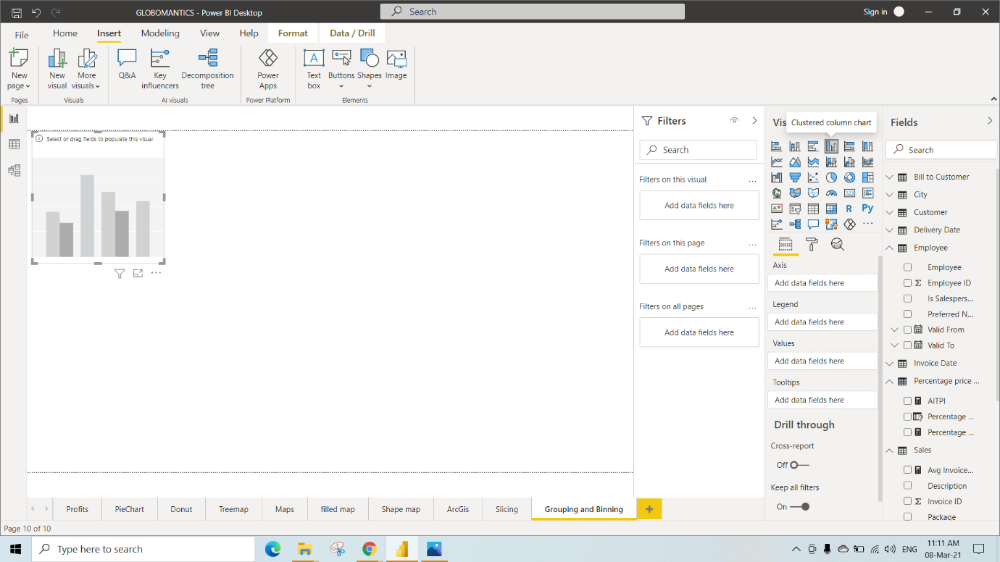 GLOBOMANTICS - Power BI Desktop
Search
Sign in
File
Home
Insert
Modeling
View
Help
Format
Data / Drill
New page
New visual
More visuals
Q&A
Key influencers
Decomposition tree
Power Apps
Text box
Buttons
Shapes
Image
Pages
Visuals
AI visuals
Power Platform
Elements
Select or drag fields to populate this visual
Filters
Search
Filters on this visual
...
Add data fields here
Filters on this page
...
Add data fields here
Filters on all pages
...
Add data fields here
Vis
Clustered column chart
R
Py
123
...
Axis
Add data fields here
Legend
Add data fields here
Values
Add data fields here
Tooltips
Add data fields here
Drill through
Cross-report
Off
Keep all filters
On
Fields
Search
Bill to Customer
City
Customer
Delivery Date
Employee
Employee
Σ Employee ID
Is Salespers...
Preferred N...
Valid From
Valid To
Invoice Date
Percentage price ...
AITPI
Percentage ...
Percentage ...
Sales
Avg Invoice...
Description
Σ Invoice ID
Package
Profits
PieChart
Donut
Treemap
Maps
filled map
Shape map
ArcGis
Slicing
Grouping and Binning
+
Page 10 of 10
Type here to search
ENG
11:11 AM
08-Mar-21